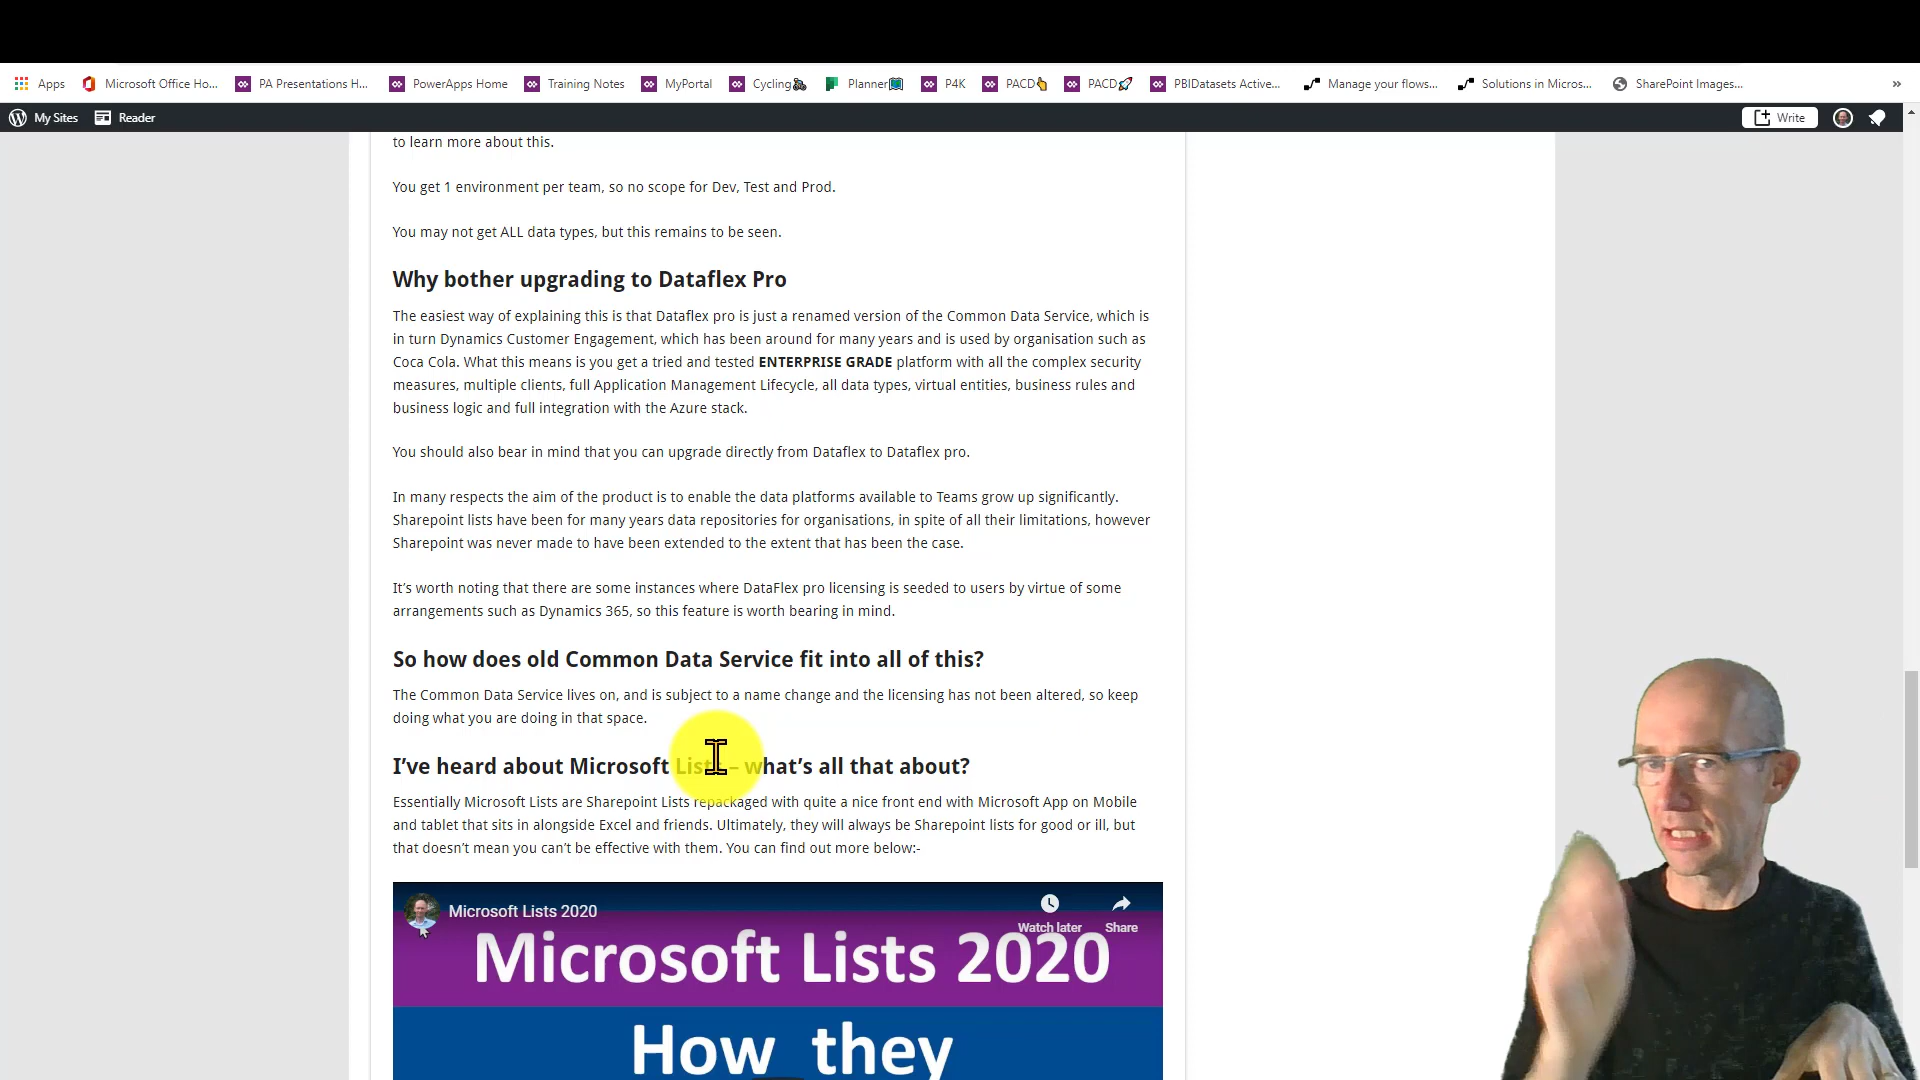 Apps Microsoft Office Ho... PA Presentations H... PowerApps Home Training Notes MyPortal Cycling Planner P4K PACD PACD PBIDatasets Active... Manage your flows... Solutions in Micros... SharePoint Images... »
My Sites Reader Write
to learn more about this.
You get 1 environment per team, so no scope for Dev, Test and Prod.
You may not get ALL data types, but this remains to be seen.
Why bother upgrading to Dataflex Pro
The easiest way of explaining this is that Dataflex pro is just a renamed version of the Common Data Service, which is
in turn Dynamics Customer Engagement, which has been around for many years and is used by organisation such as
Coca Cola. What this means is you get a tried and tested ENTERPRISE GRADE platform with all the complex security
measures, multiple clients, full Application Management Lifecycle, all data types, virtual entities, business rules and
business logic and full integration with the Azure stack.
You should also bear in mind that you can upgrade directly from Dataflex to Dataflex pro.
In many respects the aim of the product is to enable the data platforms available to Teams grow up significantly.
Sharepoint lists have been for many years data repositories for organisations, in spite of all their limitations, however
Sharepoint was never made to have been extended to the extent that has been the case.
It’s worth noting that there are some instances where DataFlex pro licensing is seeded to users by virtue of some
arrangements such as Dynamics 365, so this feature is worth bearing in mind.
So how does old Common Data Service fit into all of this?
The Common Data Service lives on, and is subject to a name change and the licensing has not been altered, so keep
doing what you are doing in that space.
I’ve heard about Microsoft Lists – what’s all that about?
Essentially Microsoft Lists are Sharepoint Lists repackaged with quite a nice front end with Microsoft App on Mobile
and tablet that sits in alongside Excel and friends. Ultimately, they will always be Sharepoint lists for good or ill, but
that doesn’t mean you can’t be effective with them. You can find out more below:-
Microsoft Lists 2020
Watch later Share
Microsoft Lists 2020
How they